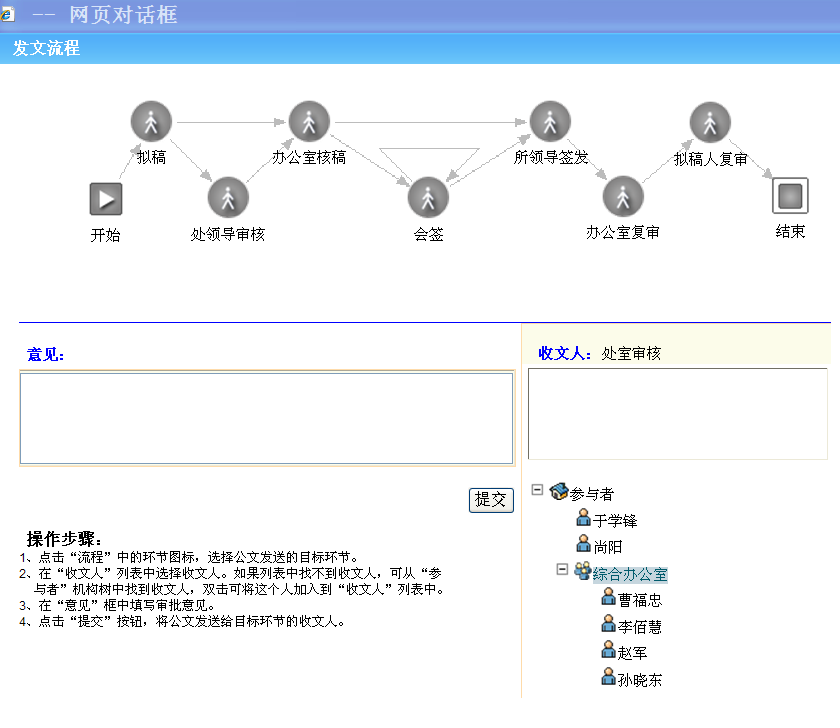 -- 网页对话框
发文流程
拟稿
办公室核稿
所领导签发
拟稿人复审
开始
处领导审核
会签
办公室复审
结束
意见：
收文人：处室审核
提交
参与者
于学锋
尚阳
综合办公室
曹福忠
李佰慧
赵军
孙晓东
操作步骤：
1、点击“流程”中的环节图标，选择公文发送的目标环节。
2、在“收文人”列表中选择收文人。如果列表中找不到收文人，可从“参
与者”机构树中找到收文人，双击可将这个人加入到“收文人”列表中。
3、在“意见”框中填写审批意见。
4、点击“提交”按钮，将公文发送给目标环节的收文人。